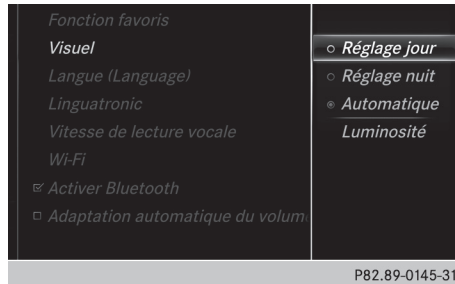 Fonction favoris
Visuel
Langue (Language)
Linguatronic
Vitesse de lecture vocale
Wi-Fi
Activer Bluetooth
Adaptation automatique du volum
Réglage jour
Réglage nuit
Automatique
Luminosité
P82.89-0145-31